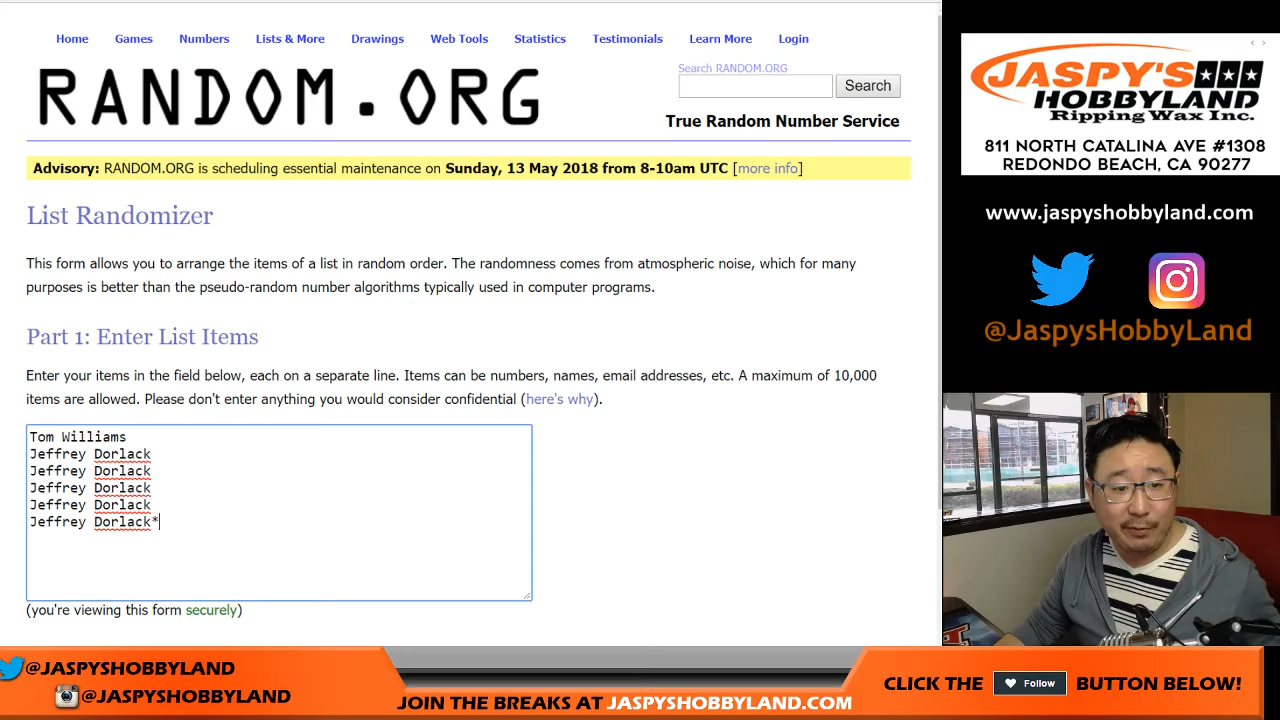 Home Games Numbers Lists & More Drawings Web Tools Statistics Testimonials Learn More Login
RANDOM.ORG
Search RANDOM.ORG
Search
True Random Number Service
Advisory: RANDOM.ORG is scheduling essential maintenance on Sunday, 13 May 2018 from 8-10am UTC [more info]
List Randomizer
This form allows you to arrange the items of a list in random order. The randomness comes from atmospheric noise, which for many
purposes is better than the pseudo-random number algorithms typically used in computer programs.
Part 1: Enter List Items
Enter your items in the field below, each on a separate line. Items can be numbers, names, email addresses, etc. A maximum of 10,000
items are allowed. Please don't enter anything you would consider confidential (here's why).
Tom Williams
Jeffrey Dorlack
Jeffrey Dorlack
Jeffrey Dorlack
Jeffrey Dorlack
Jeffrey Dorlack*
(you're viewing this form securely)
JASPY'S
HOBBYLAND
Ripping Wax Inc.
811 NORTH CATALINA AVE #1308
REDONDO BEACH, CA 90277
www.jaspyshobbyland.com
@JaspysHobbyLand
@JASPYSHOBBYLAND
@JASPYSHOBBYLAND
JOIN THE BREAKS AT JASPYSHOBBYLAND.COM
CLICK THE Follow BUTTON BELOW!